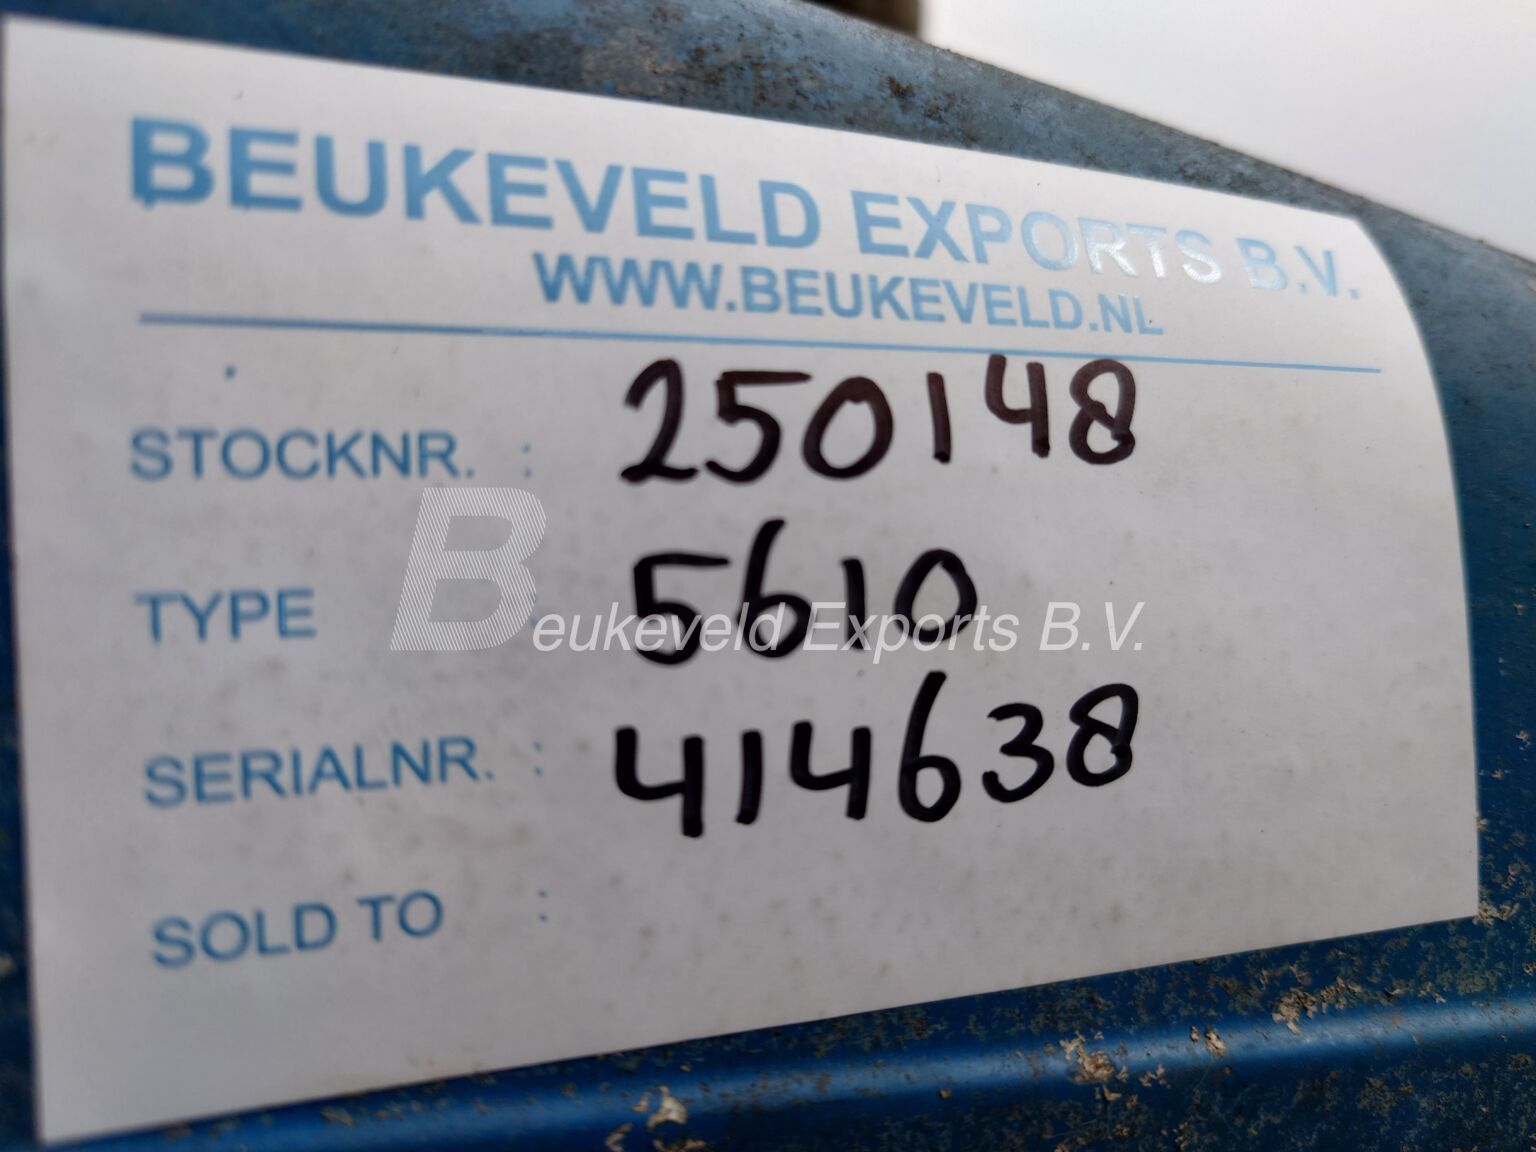 BEUKEVELD EXPORTS B.V.
WWW.BEUKEVELD.NL
STOCKNR. : 250148
TYPE : 5610
Beukeveld Exports B.V.
SERIALNR. : 414638
SOLD TO :